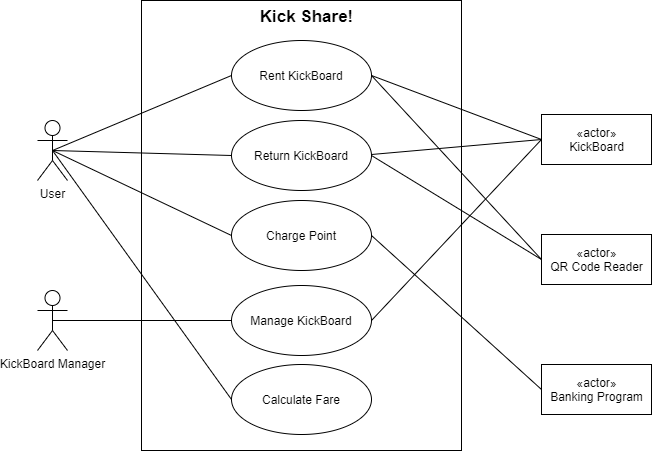 Kick Share!
Rent KickBoard
Return KickBoard
Charge Point
Manage KickBoard
Calculate Fare
User
KickBoard Manager
«actor»
KickBoard
«actor»
QR Code Reader
«actor»
Banking Program